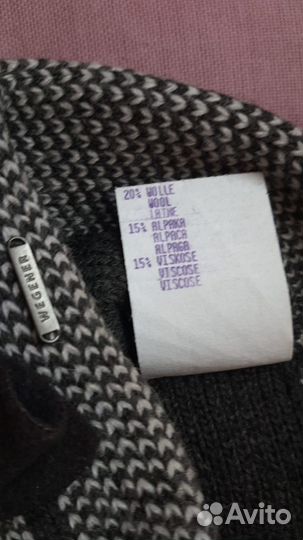 20% WOLLE
WOOL
LAINE
15% ALPAKA
ALPACA
ALPAGA
15% VISKOSE
VISCOSE
VISCOSE
WEGENER
Avito